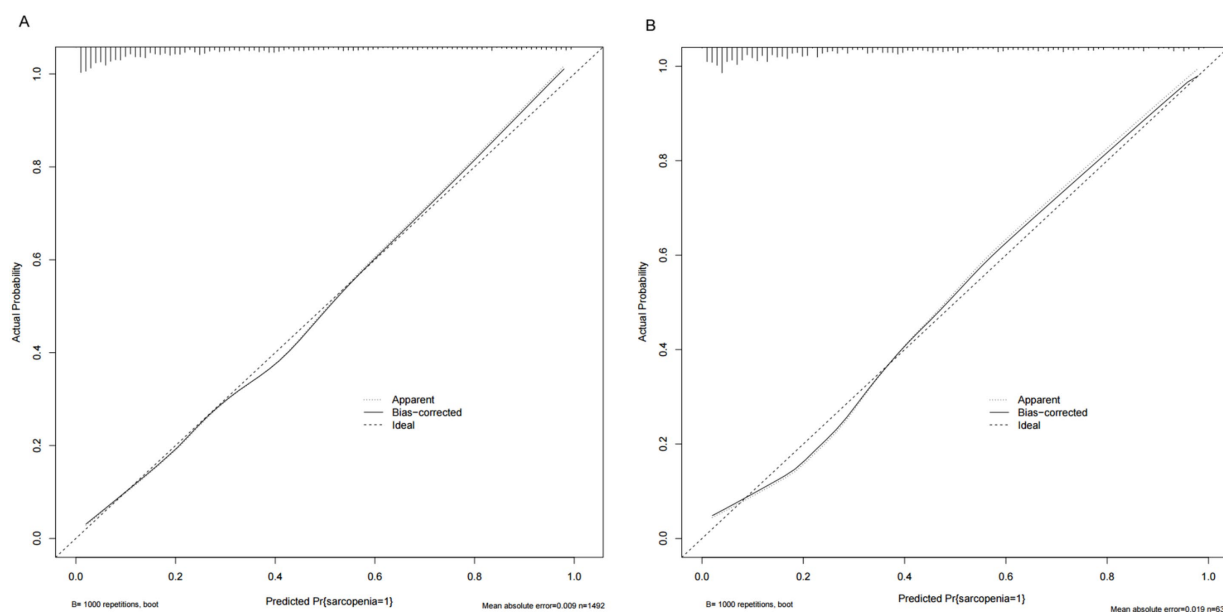 A
1.0
0.8
0.6
0.4
0.2
0.0
Actual Probability
Apparent
Bias-corrected
Ideal
0.0 0.2 0.4 0.6 0.8 1.0
B= 1000 repetitions, boot
Predicted Pr{sarcopenia=1}
Mean absolute error=0.009 n=1492
B
1.0
0.8
0.6
0.4
0.2
0.0
Actual Probability
Apparent
Bias-corrected
Ideal
0.0 0.2 0.4 0.6 0.8 1.0
B= 1000 repetitions, boot
Predicted Pr{sarcopenia=1}
Mean absolute error=0.019 n=63